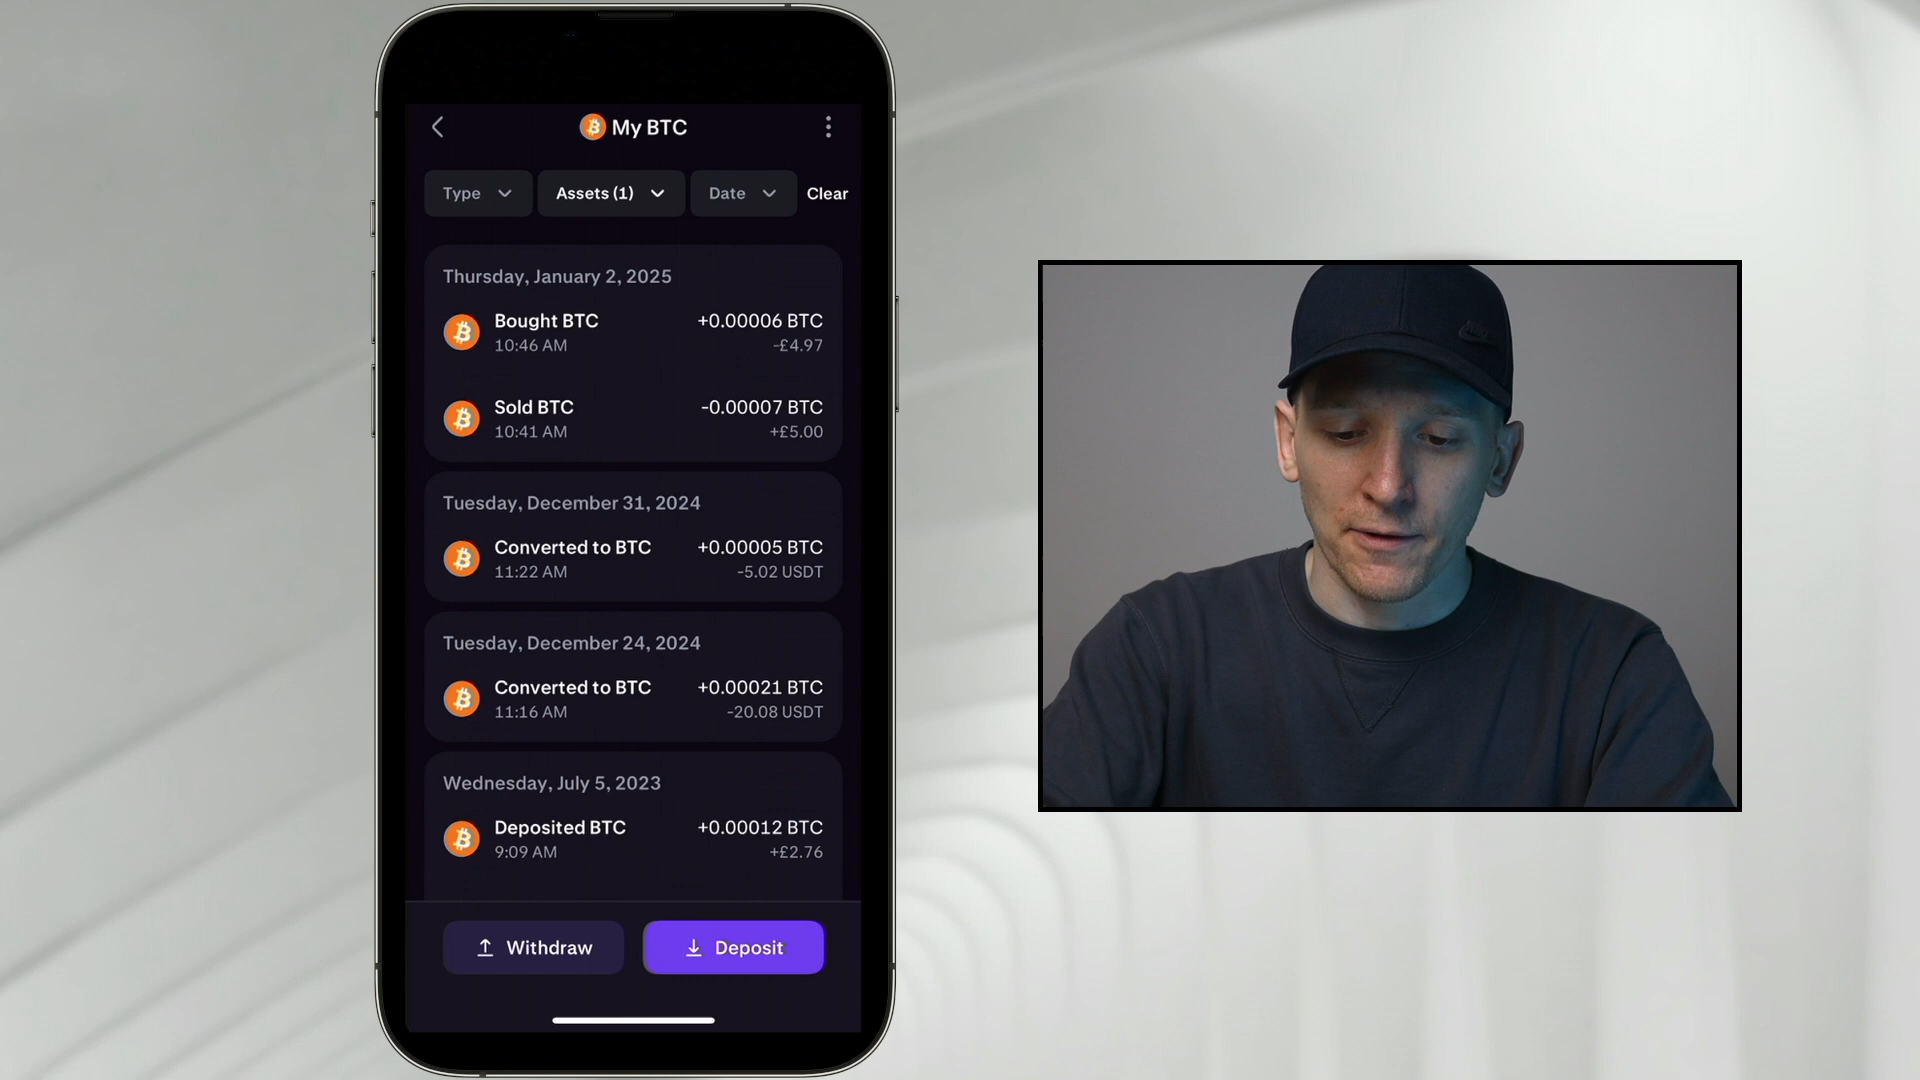 My BTC
Type Assets (1) Date Clear
Thursday, January 2, 2025
Bought BTC +0.00006 BTC
10:46 AM -£4.97
Sold BTC -0.00007 BTC
10:41 AM +£5.00
Tuesday, December 31, 2024
Converted to BTC +0.00005 BTC
11:22 AM -5.02 USDT
Tuesday, December 24, 2024
Converted to BTC +0.00021 BTC
11:16 AM -20.08 USDT
Wednesday, July 5, 2023
Deposited BTC +0.00012 BTC
9:09 AM +£2.76
Withdraw Deposit